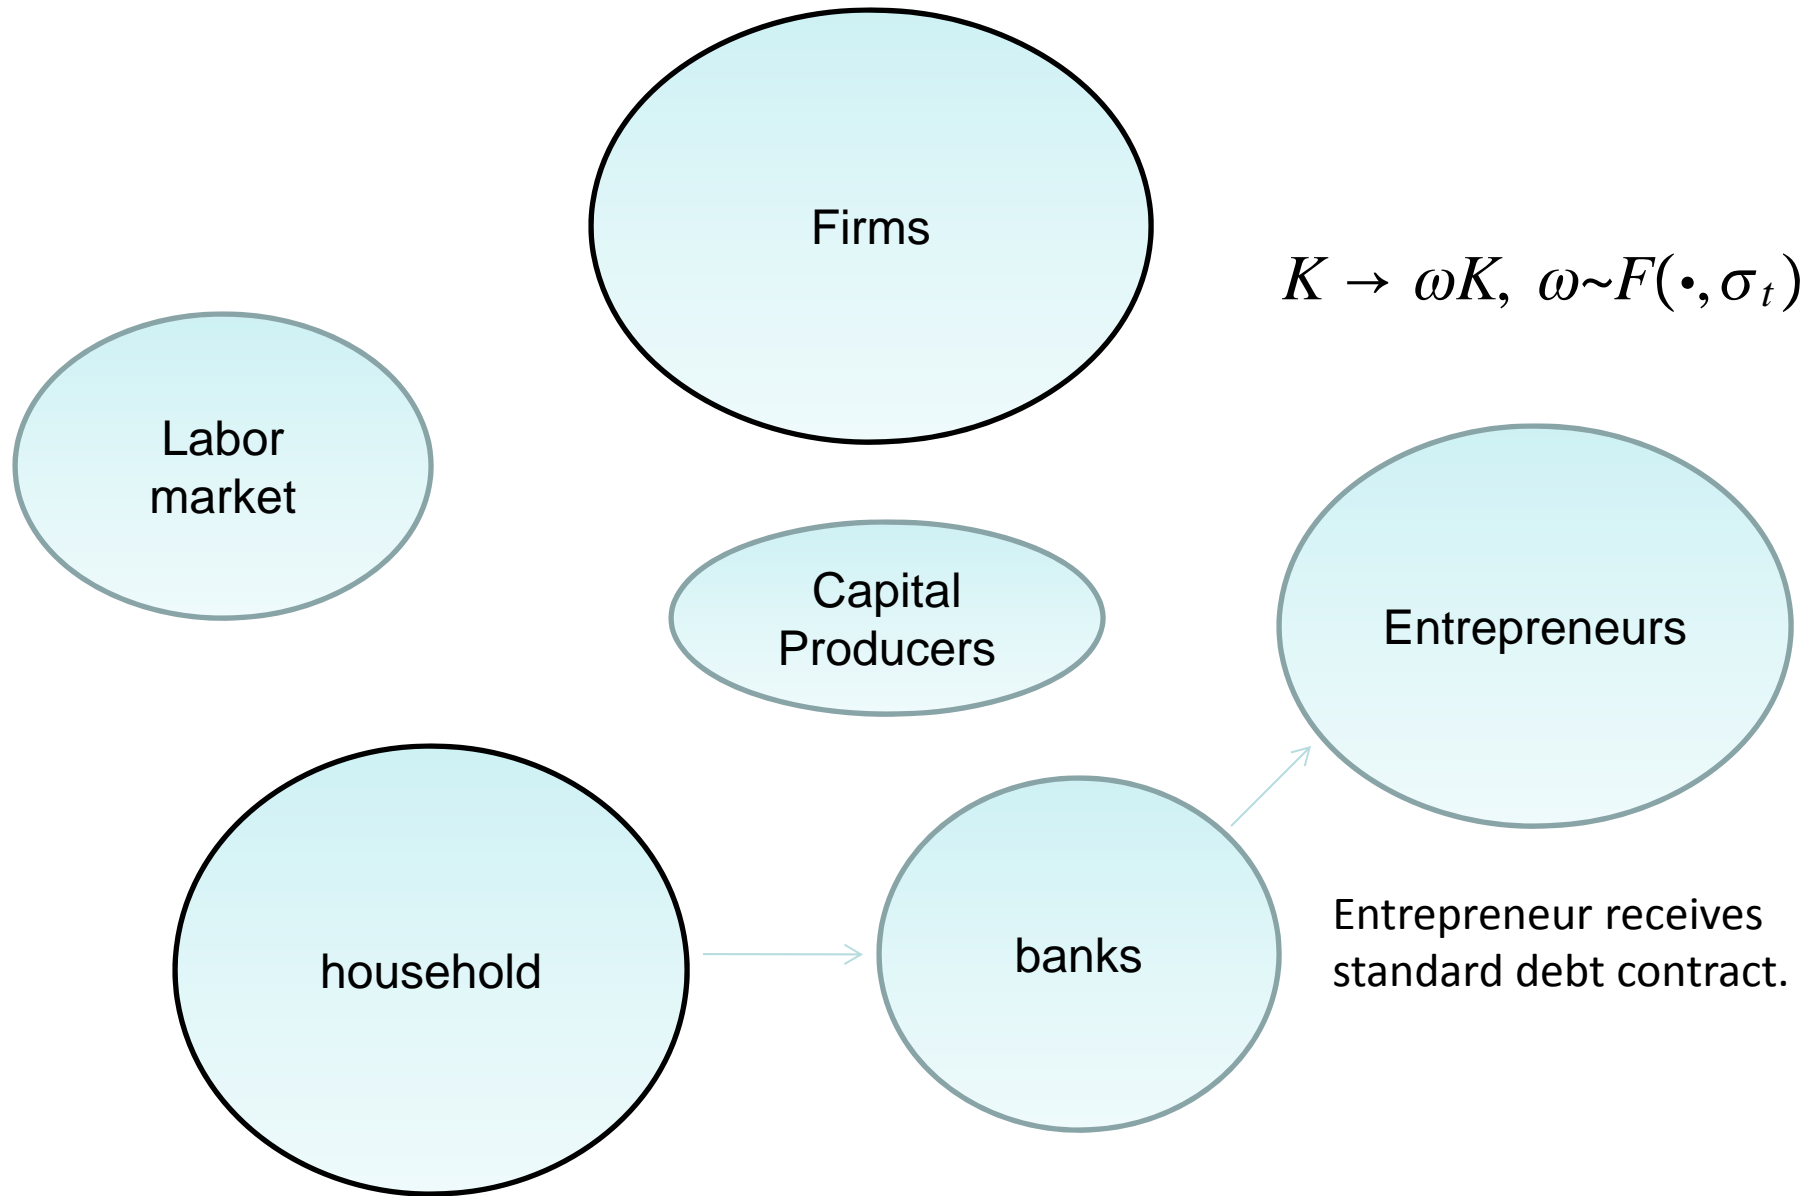 Firms
K → ωK, ω~F(•,σ_t)
Labor
market
Capital
Producers
Entrepreneurs
household
banks
Entrepreneur receives
standard debt contract.